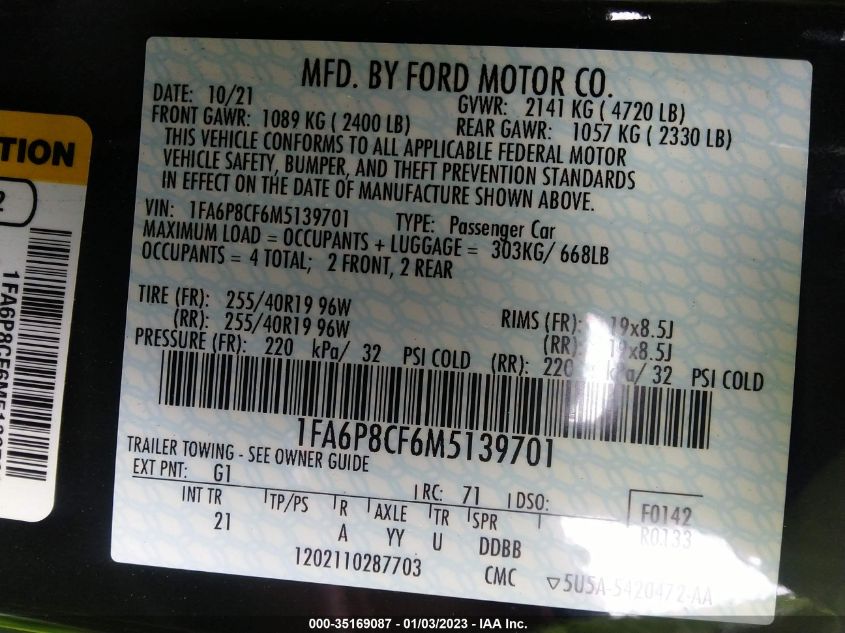 MFD. BY FORD MOTOR CO.
DATE: 10/21 GVWR: 2141 KG ( 4720 LB)
FRONT GAWR: 1089 KG ( 2400 LB) REAR GAWR: 1057 KG ( 2330 LB)
THIS VEHICLE CONFORMS TO ALL APPLICABLE FEDERAL MOTOR
VEHICLE SAFETY, BUMPER, AND THEFT PREVENTION STANDARDS
IN EFFECT ON THE DATE OF MANUFACTURE SHOWN ABOVE.
VIN: 1FA6P8CF6M5139701 TYPE: Passenger Car
MAXIMUM LOAD = OCCUPANTS + LUGGAGE = 303KG/ 668LB
OCCUPANTS = 4 TOTAL; 2 FRONT, 2 REAR
TIRE (FR): 255/40R19 96W RIMS (FR): 19x8.5J
(RR): 255/40R19 96W (RR): 19x8.5J
PRESSURE (FR): 220 kPa/ 32 PSI COLD (RR): 220 kPa/ 32 PSI COLD
1FA6P8CF6M5139701
TRAILER TOWING - SEE OWNER GUIDE
EXT PNT: G1 RC: 71 DSO: F0142
INT TR TP/PS R AXLE TR SPR R0133
21 A YY U DDBB
1202110287703 CMC ▽5U5A-5420472-AA
TION
2
000-35169087 - 01/03/2023 - IAA Inc.